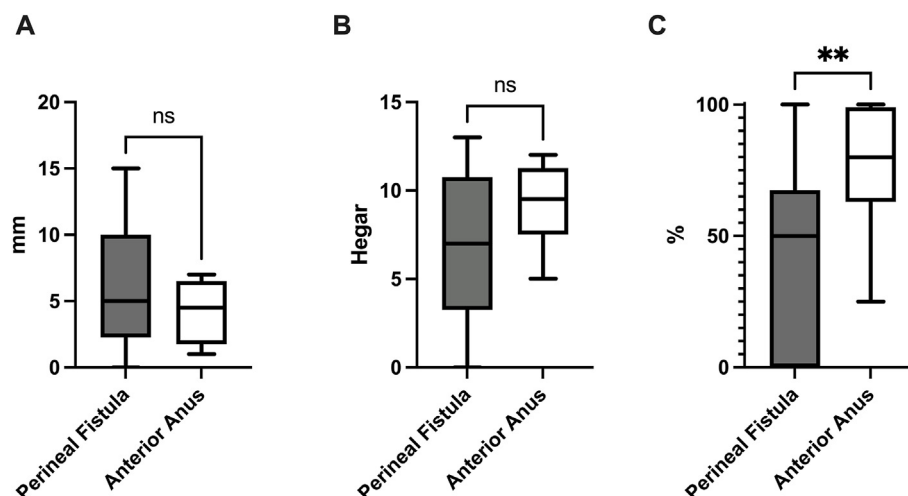 A
B
C
ns
ns
**
20
15
10
5
0
mm
15
10
5
0
Hegar
100
50
0
%
Perineal Fistula
Anterior Anus
Perineal Fistula
Anterior Anus
Perineal Fistula
Anterior Anus